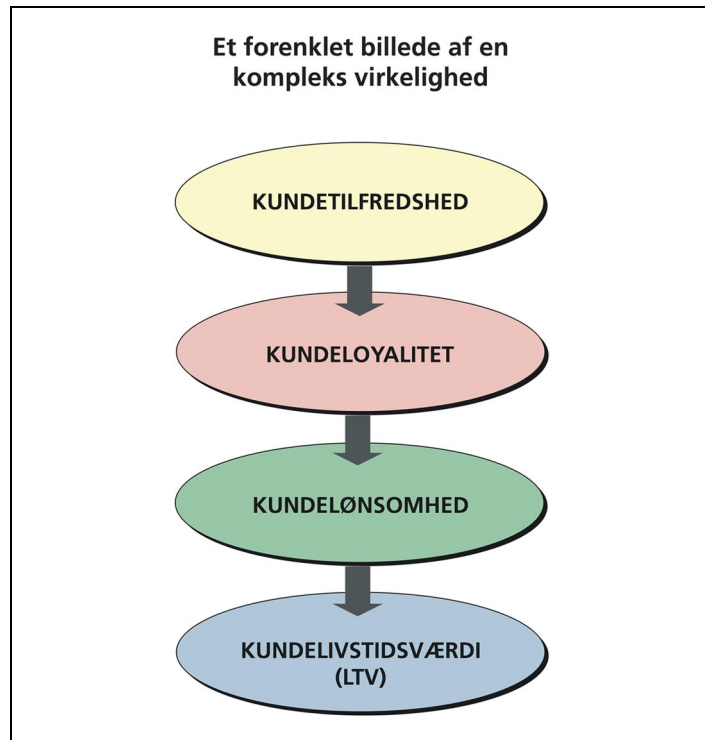 Et forenklet billede af en
kompleks virkelighed
KUNDETILFREDSHED
KUNDELOYALITET
KUNDELØNSOMHED
KUNDELIVSTIDSVÆRDI
(LTV)